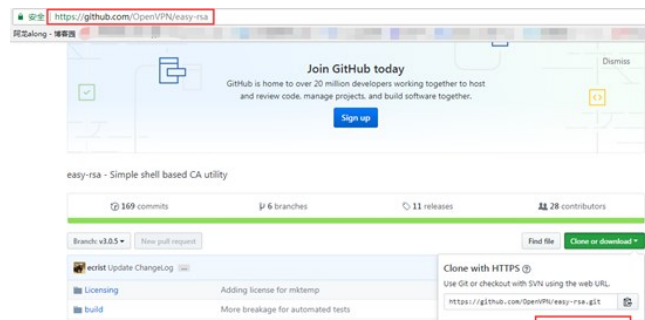 安全 https://github.com/OpenVPN/easy-rsa
阿龙along - 博客园
Join GitHub today
Dismiss
GitHub is home to over 20 million developers working together to host
and review code, manage projects, and build software together.
Sign up
easy-rsa - Simple shell based CA utility
169 commits 6 branches 11 releases 28 contributors
Branch: v3.0.5 New pull request Find file Clone or download
ecrist Update ChangeLog
Clone with HTTPS
Use Git or checkout with SVN using the web URL.
Licensing Adding license for mktemp
https://github.com/OpenVPN/easy-rsa.git
build More breakage for automated tests